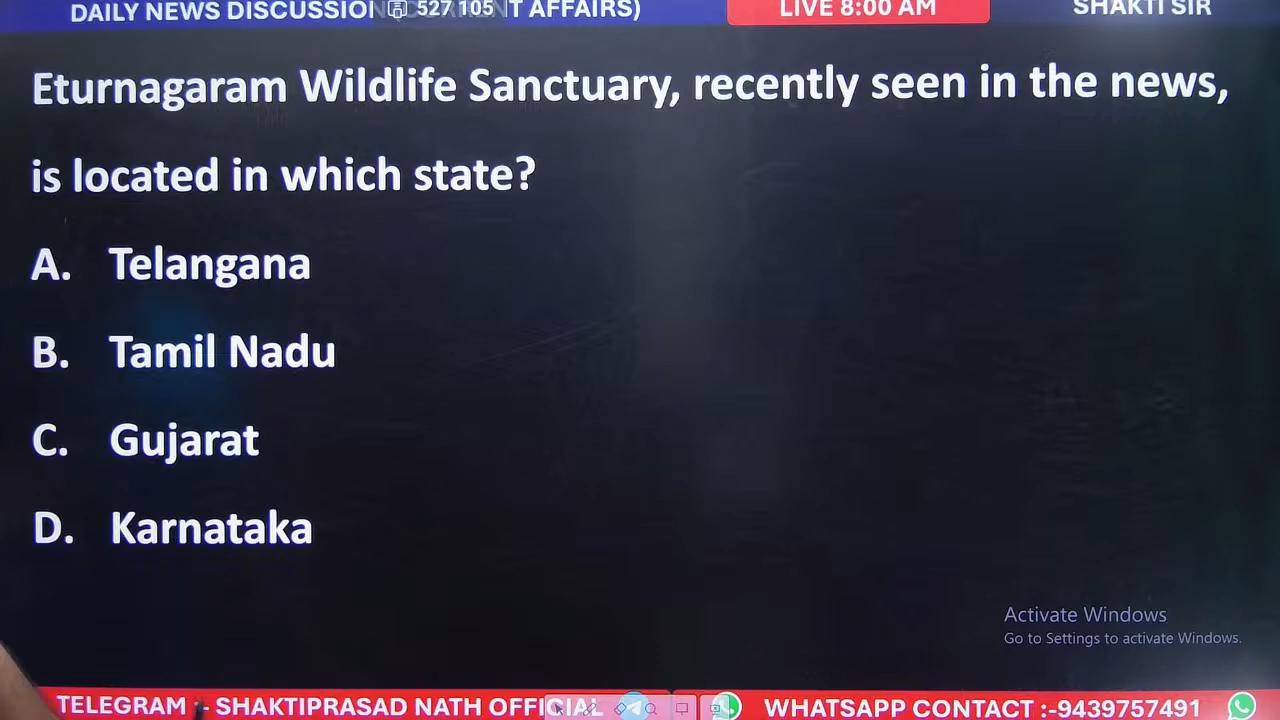 DAILY NEWS DISCUSSION 527 105 T AFFAIRS) LIVE 8:00 AM SHAKTI SIR
Eturnagaram Wildlife Sanctuary, recently seen in the news,
is located in which state?
A. Telangana
B. Tamil Nadu
C. Gujarat
D. Karnataka
Activate Windows
Go to Settings to activate Windows.
TELEGRAM :- SHAKTIPRASAD NATH OFFICIAL WHATSAPP CONTACT :-9439757491